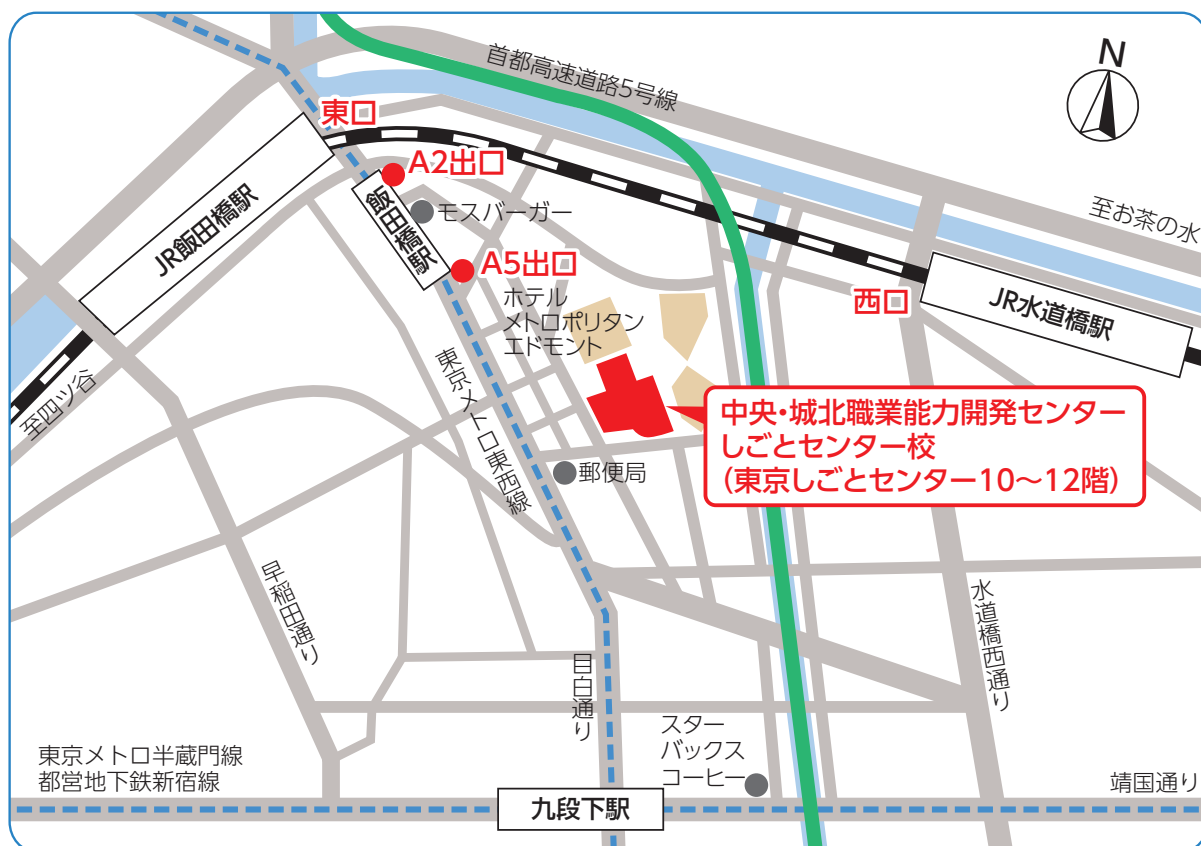 N
首都高速道路5号線
東口
A2出口
JR飯田橋駅
飯田橋駅
モスバーガー
至お茶の水
A5出口
ホテル
メトロポリタン
エドモント
西口
JR水道橋駅
至四ツ谷
東京メトロ東西線
中央・城北職業能力開発センター
しごとセンター校
（東京しごとセンター10～12階）
郵便局
早稲田通り
水道橋西通り
目白通り
スター
バックス
コーヒー
東京メトロ半蔵門線
都営地下鉄新宿線
靖国通り
九段下駅